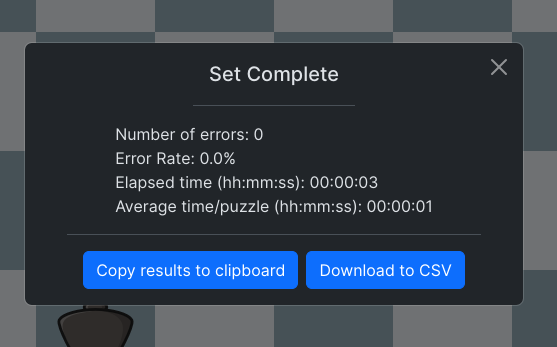 Set Complete
Number of errors: 0
Error Rate: 0.0%
Elapsed time (hh:mm:ss): 00:00:03
Average time/puzzle (hh:mm:ss): 00:00:01
Copy results to clipboard
Download to CSV